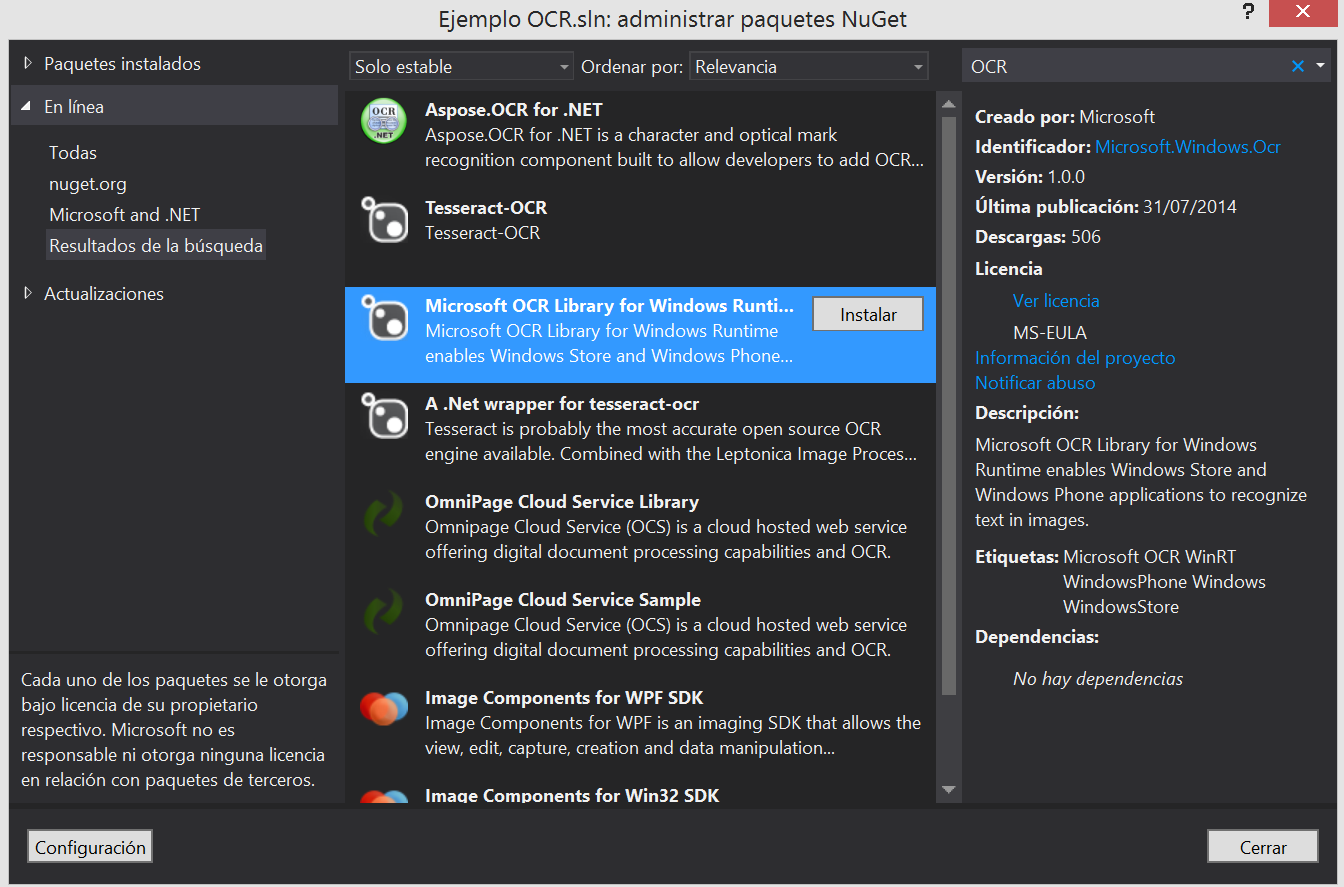 Ejemplo OCR.sln: administrar paquetes NuGet
?
Paquetes instalados
En línea
Todas
nuget.org
Microsoft and .NET
Resultados de la búsqueda
Actualizaciones
Cada uno de los paquetes se le otorga
bajo licencia de su propietario
respectivo. Microsoft no es
responsable ni otorga ninguna licencia
en relación con paquetes de terceros.
Solo estable
Ordenar por: Relevancia
OCR
.NET
Aspose.OCR for .NET
Aspose.OCR for .NET is a character and optical mark
recognition component built to allow developers to add OCR...
Tesseract-OCR
Tesseract-OCR
Microsoft OCR Library for Windows Runti...
Instalar
Microsoft OCR Library for Windows Runtime
enables Windows Store and Windows Phone...
A .Net wrapper for tesseract-ocr
Tesseract is probably the most accurate open source OCR
engine available. Combined with the Leptonica Image Proces...
OmniPage Cloud Service Library
Omnipage Cloud Service (OCS) is a cloud hosted web service
offering digital document processing capabilities and OCR.
OmniPage Cloud Service Sample
Omnipage Cloud Service (OCS) is a cloud hosted web service
offering digital document processing capabilities and OCR.
Image Components for WPF SDK
Image Components for WPF is an imaging SDK that allows the
view, edit, capture, creation and data manipulation...
Image Components for Win32 SDK
OCR
Creado por: Microsoft
Identificador: Microsoft.Windows.Ocr
Versión: 1.0.0
Última publicación: 31/07/2014
Descargas: 506
Licencia
Ver licencia
MS-EULA
Información del proyecto
Notificar abuso
Descripción:
Microsoft OCR Library for Windows
Runtime enables Windows Store and
Windows Phone applications to recognize
text in images.
Etiquetas: Microsoft OCR WinRT
WindowsPhone Windows
WindowsStore
Dependencias:
No hay dependencias
Configuración
Cerrar